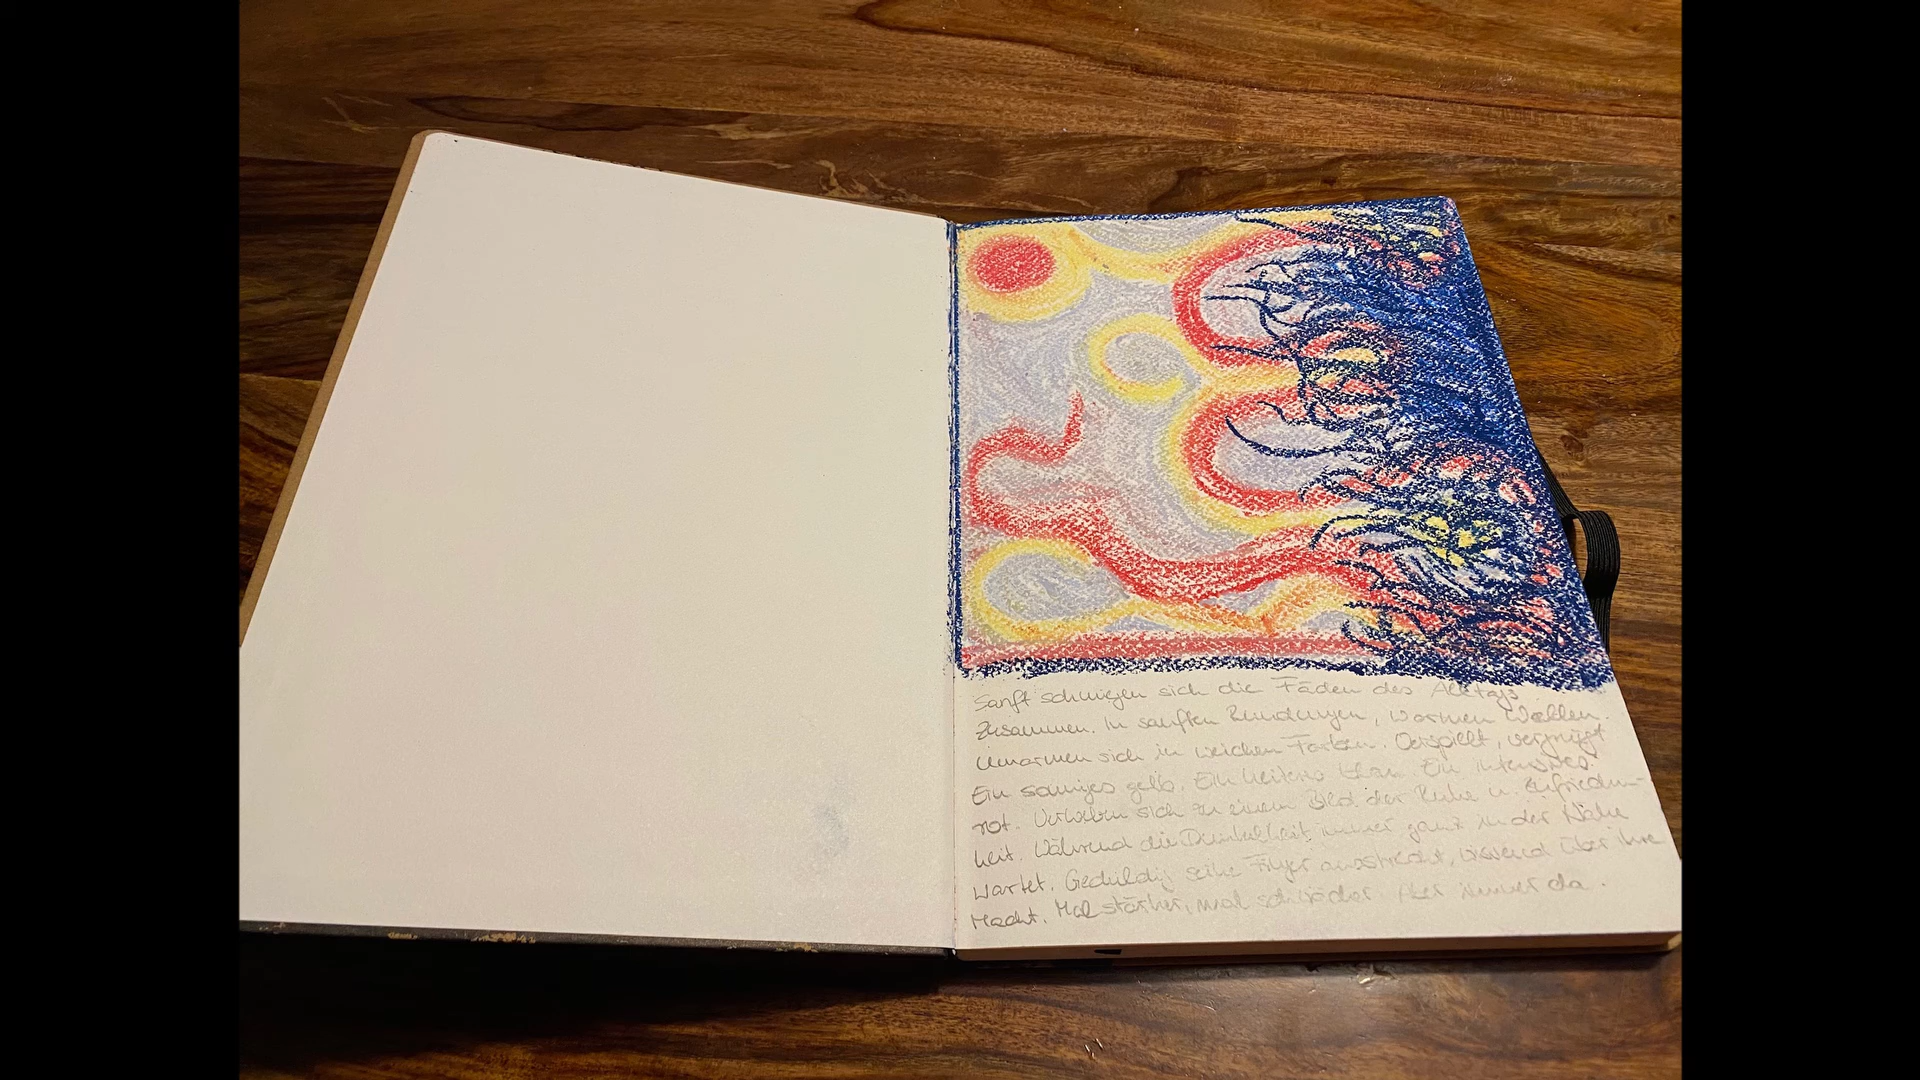 Sanft schmiegen sich die Fäden des Alltags
zusammen. In sanften Rundungen, warmen Wellen.
Umarmen sich in weichen Farben. Verspielt, vergnügt
Ein sonniges gelb. Ein heiteres blau. Ein intensives
rot. Verweben sich zu einem Bild der Ruhe u. Zufrieden-
heit. Während die Dunkelheit immer ganz in der Nähe
wartet. Geduldig seine Finger ausstreckt, wissend über ihre
Macht. Mal stärker, mal schwächer. Aber immer da.